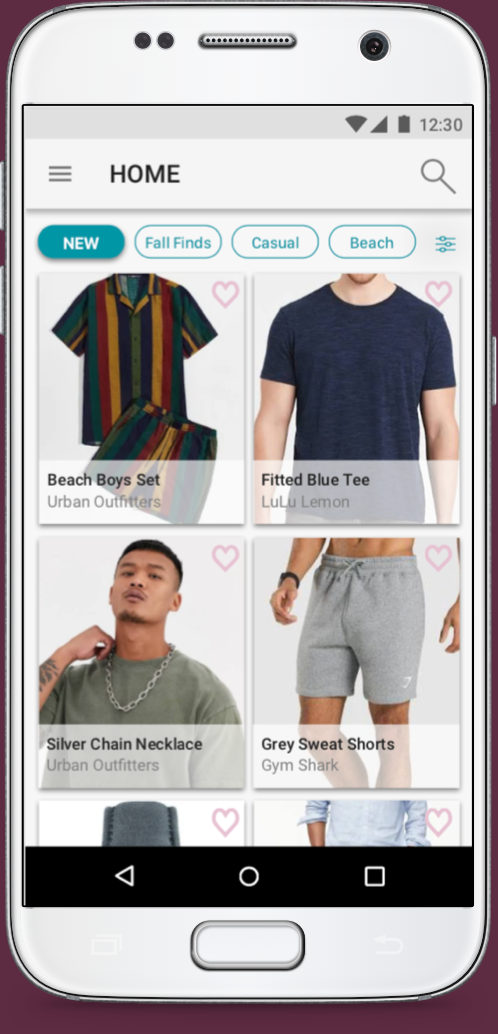 12:30
HOME
NEW
Fall Finds
Casual
Beach
Beach Boys Set
Urban Outfitters
Fitted Blue Tee
LuLu Lemon
Silver Chain Necklace
Urban Outfitters
Grey Sweat Shorts
Gym Shark